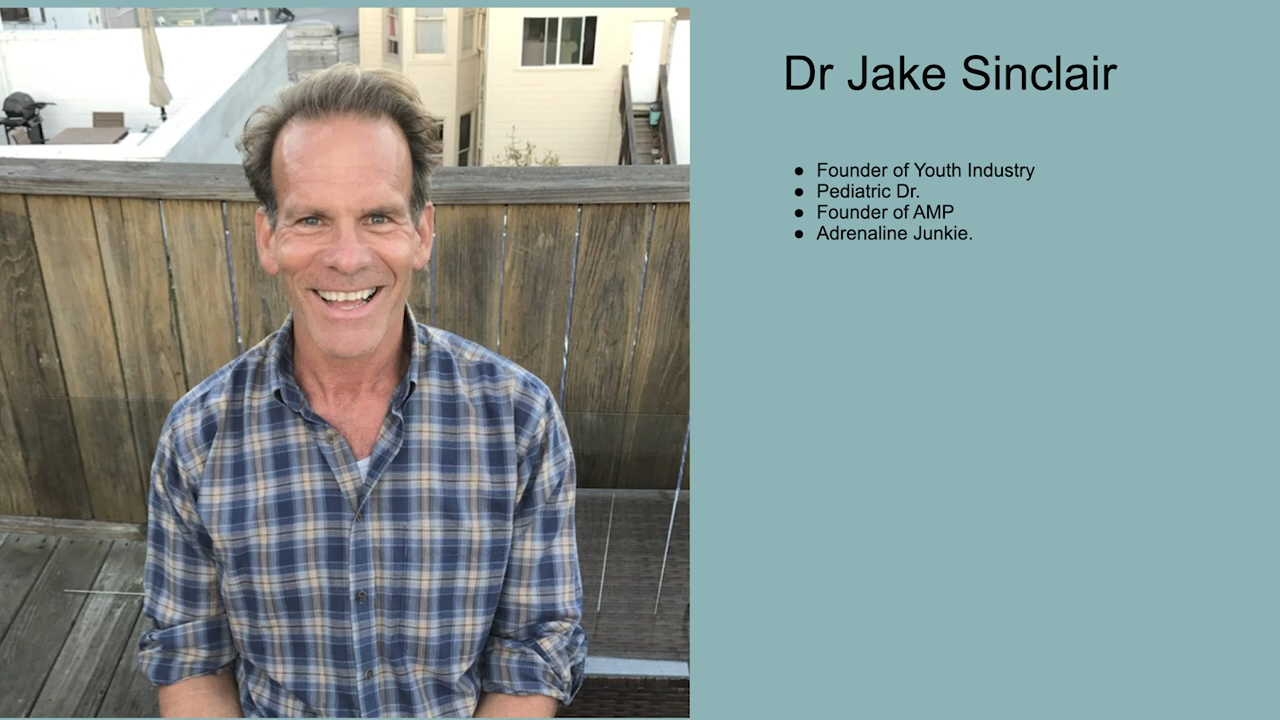 Dr Jake Sinclair
● Founder of Youth Industry
● Pediatric Dr.
● Founder of AMP
● Adrenaline Junkie.